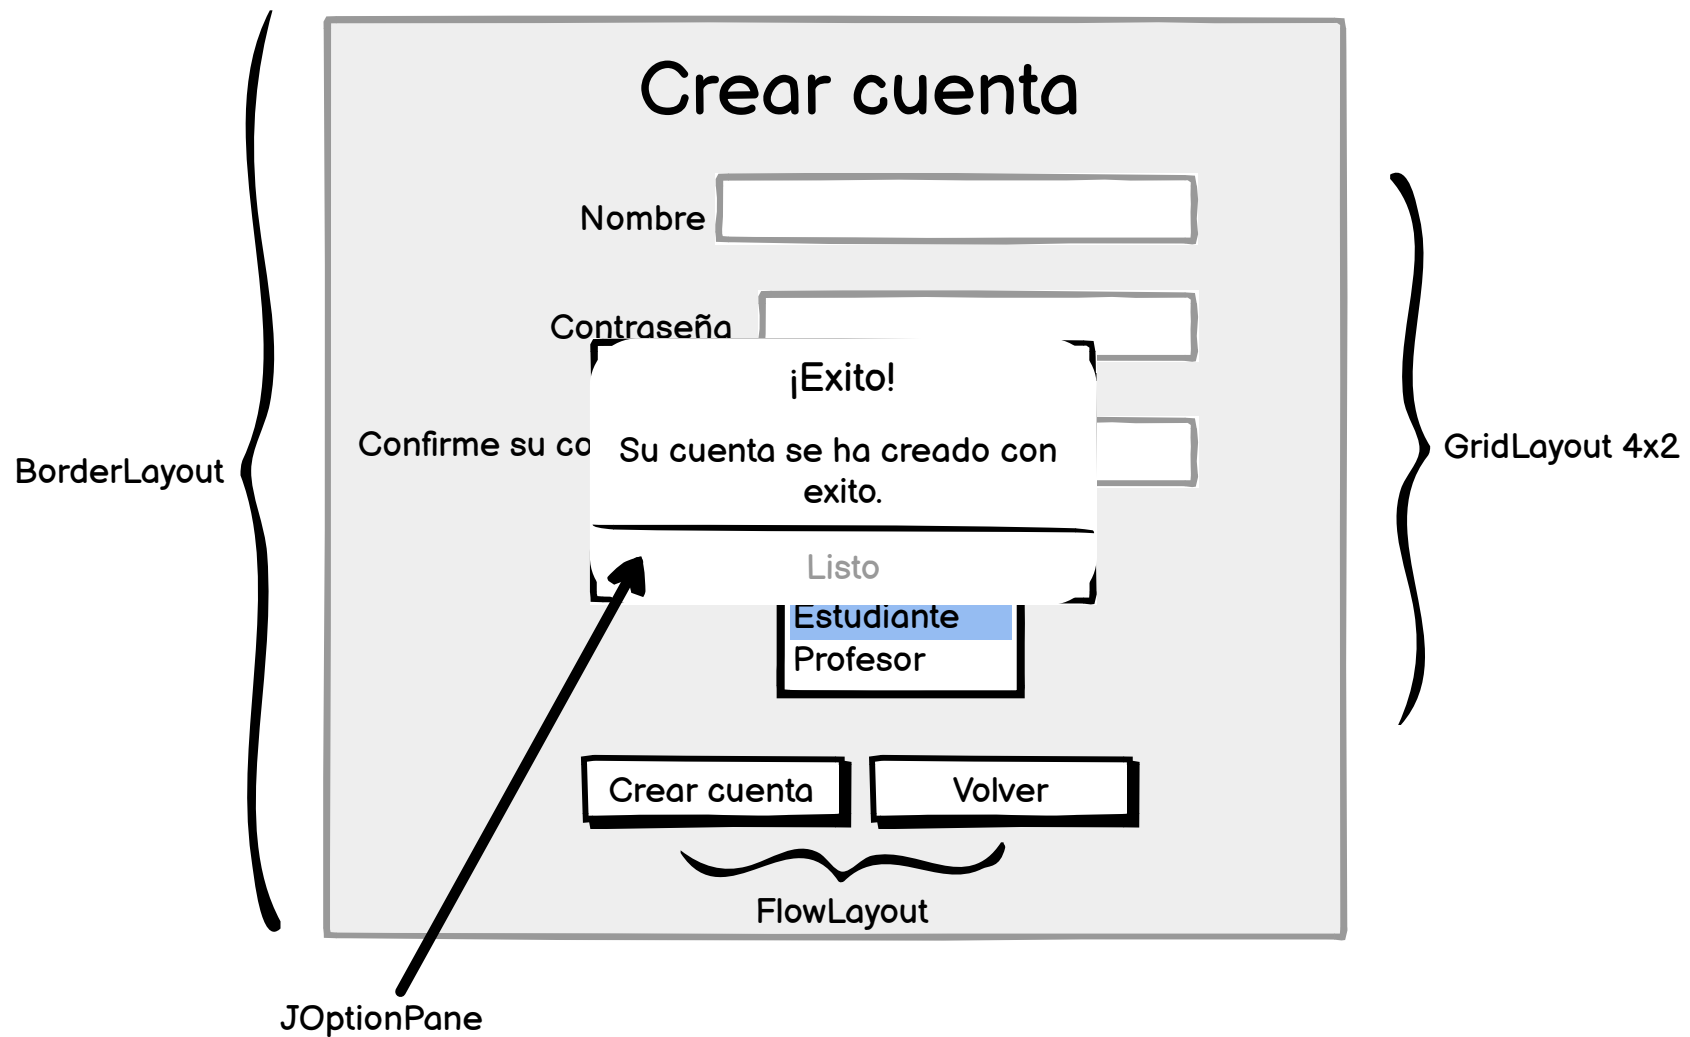 Crear cuenta
Nombre
Contraseña
¡Exito!
Confirme su co
Su cuenta se ha creado con
exito.
BorderLayout
GridLayout 4x2
Listo
Estudiante
Profesor
Crear cuenta
Volver
FlowLayout
JOptionPane